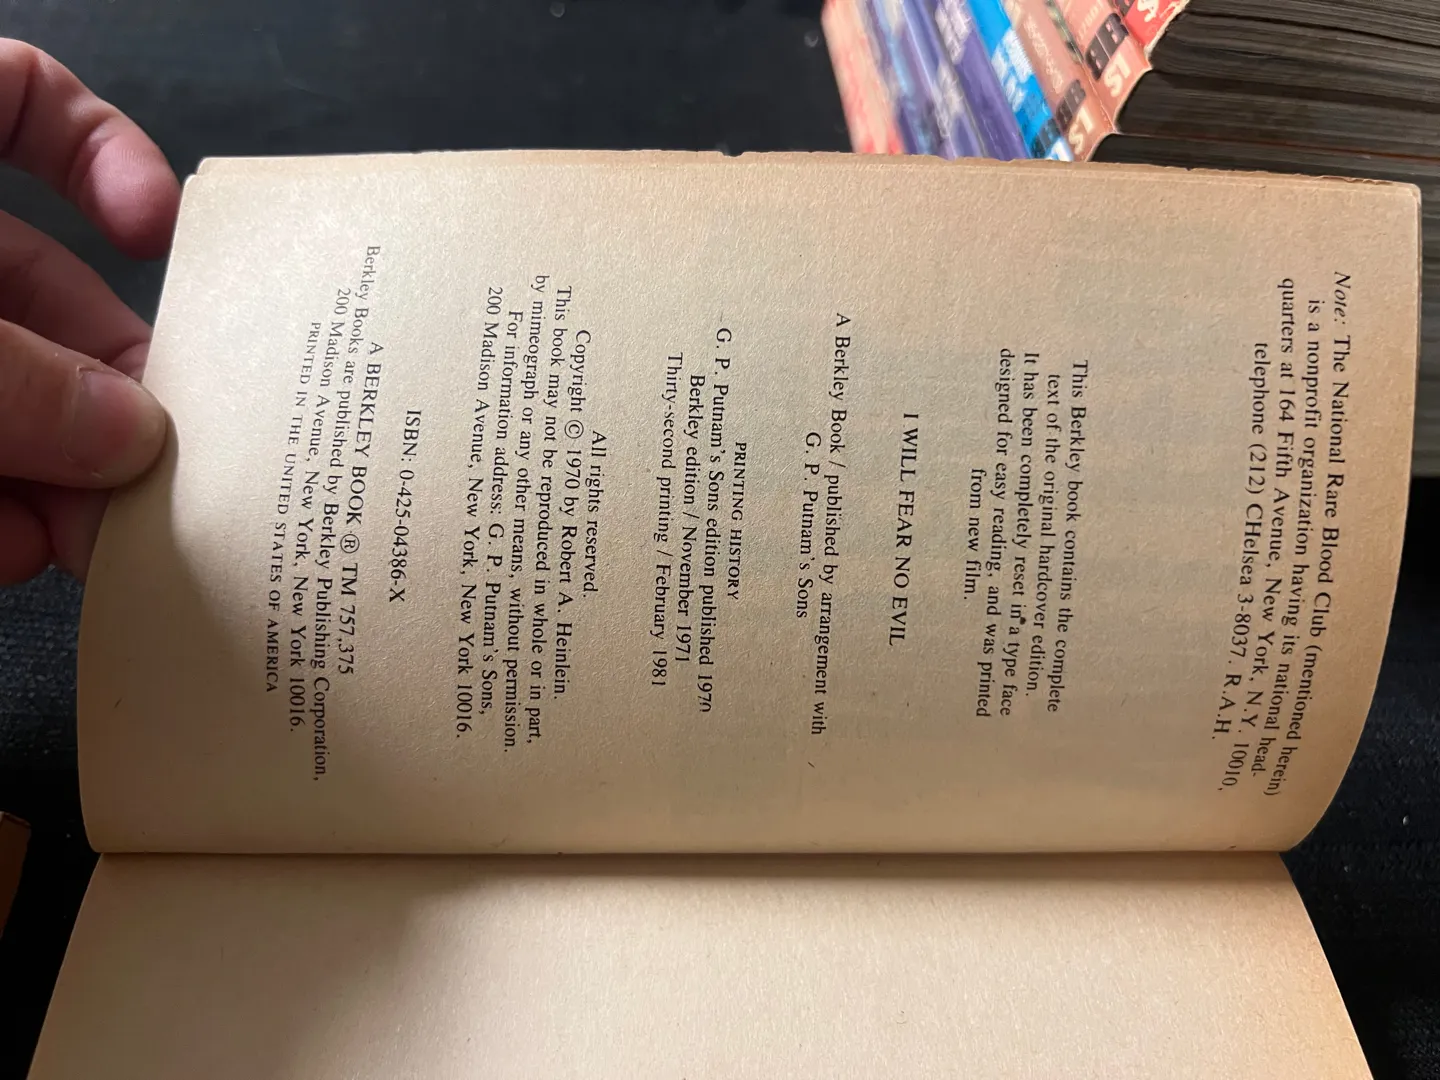 Note: The National Rare Blood Club (mentioned herein)
is a nonprofit organization having its national head-
quarters at 164 Fifth Avenue, New York, N.Y. 10010,
telephone (212) CHelsea 3-8037. R.A.H.
This Berkley book contains the complete
text of the original hardcover edition.
It has been completely reset in a type face
designed for easy reading, and was printed
from new film.
I WILL FEAR NO EVIL
A Berkley Book / published by arrangement with
G. P. Putnam's Sons
PRINTING HISTORY
G. P. Putnam's Sons edition published 1970
Berkley edition / November 1971
Thirty-second printing / February 1981
All rights reserved.
Copyright © 1970 by Robert A. Heinlein.
This book may not be reproduced in whole or in part,
by mimeograph or any other means, without permission.
For information address: G. P. Putnam's Sons,
200 Madison Avenue, New York, New York 10016.
ISBN: 0-425-04386-X
A BERKLEY BOOK ® TM 757,375
Berkley Books are published by Berkley Publishing Corporation,
200 Madison Avenue, New York, New York 10016.
PRINTED IN THE UNITED STATES OF AMERICA